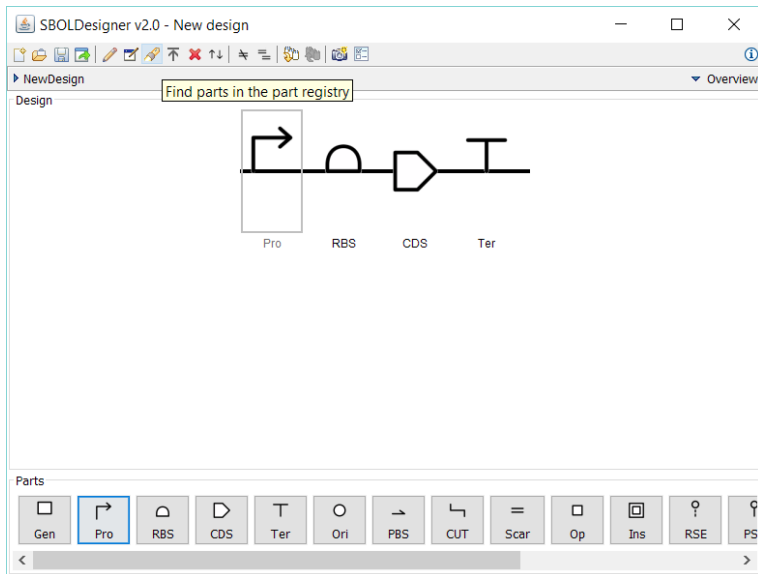 SBOLDesigner v2.0 - New design
NewDesign
Overview
Find parts in the part registry
Design
Pro RBS CDS Ter
Parts
Gen Pro RBS CDS Ter Ori PBS CUT Scar Op Ins RSE PS